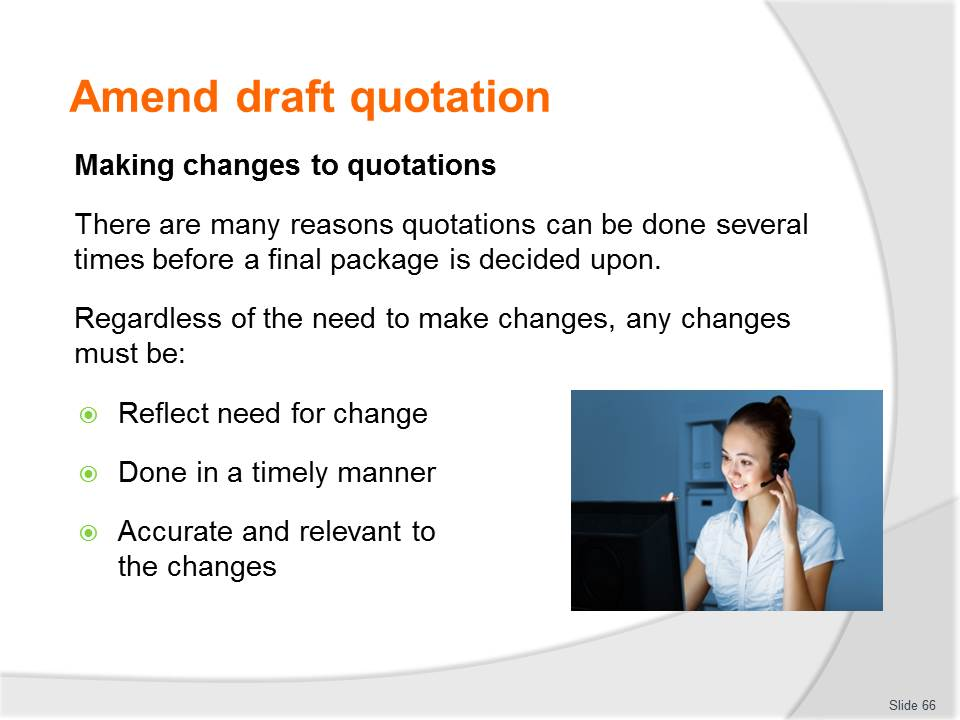 Amend draft quotation
Making changes to quotations
There are many reasons quotations can be done several
times before a final package is decided upon.
Regardless of the need to make changes, any changes
must be:
Reflect need for change
Done in a timely manner
Accurate and relevant to
the changes
Slide 66